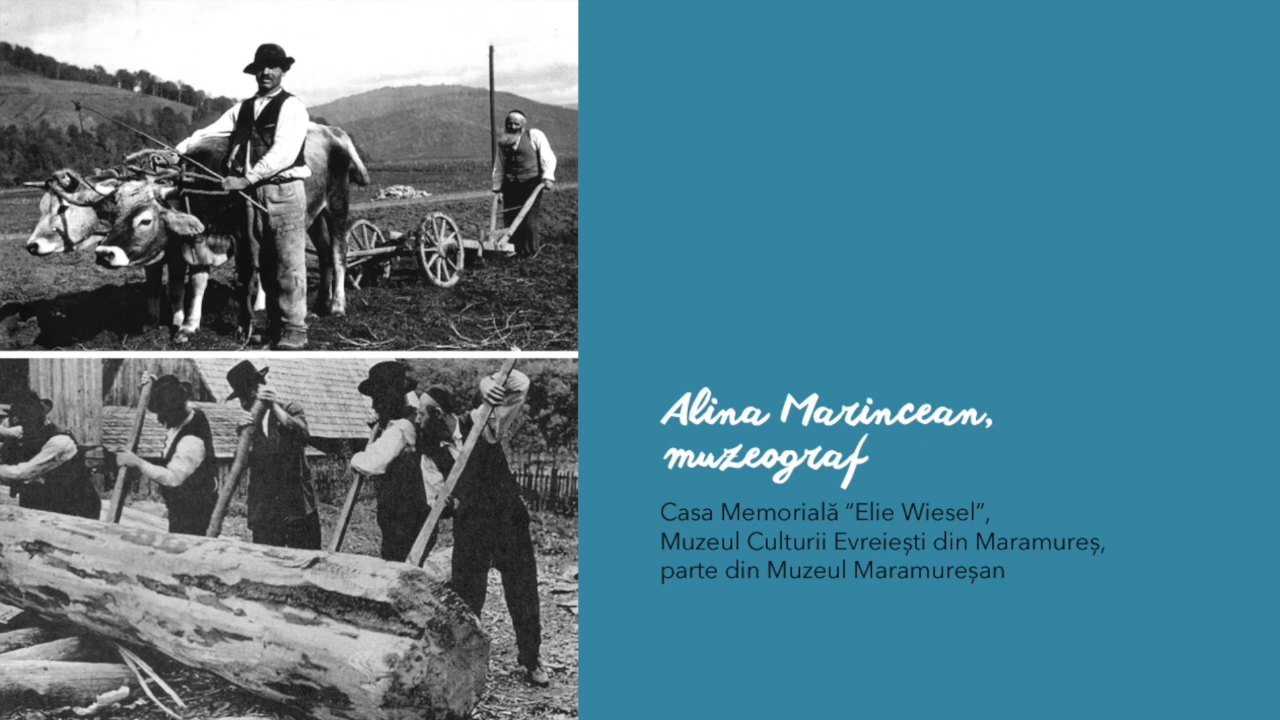 Alina Marincean,
muzeograf
Casa Memorială “Elie Wiesel”,
Muzeul Culturii Evreiești din Maramureș,
parte din Muzeul Maramureșan